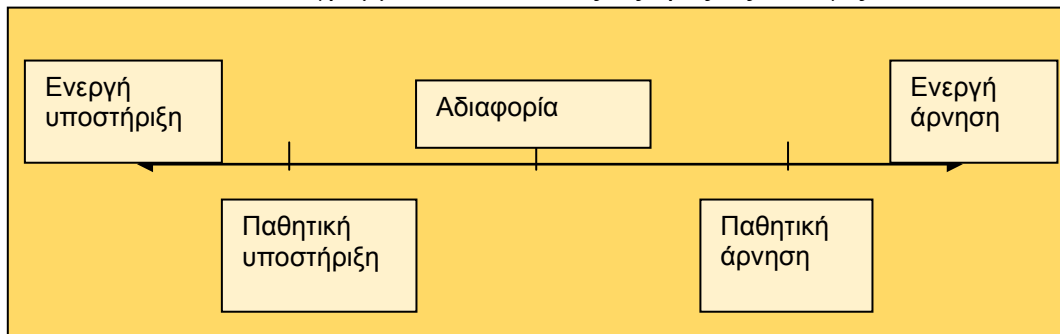 Ενεργή
υποστήριξη
Αδιαφορία
Ενεργή
άρνηση
Παθητική
υποστήριξη
Παθητική
άρνηση